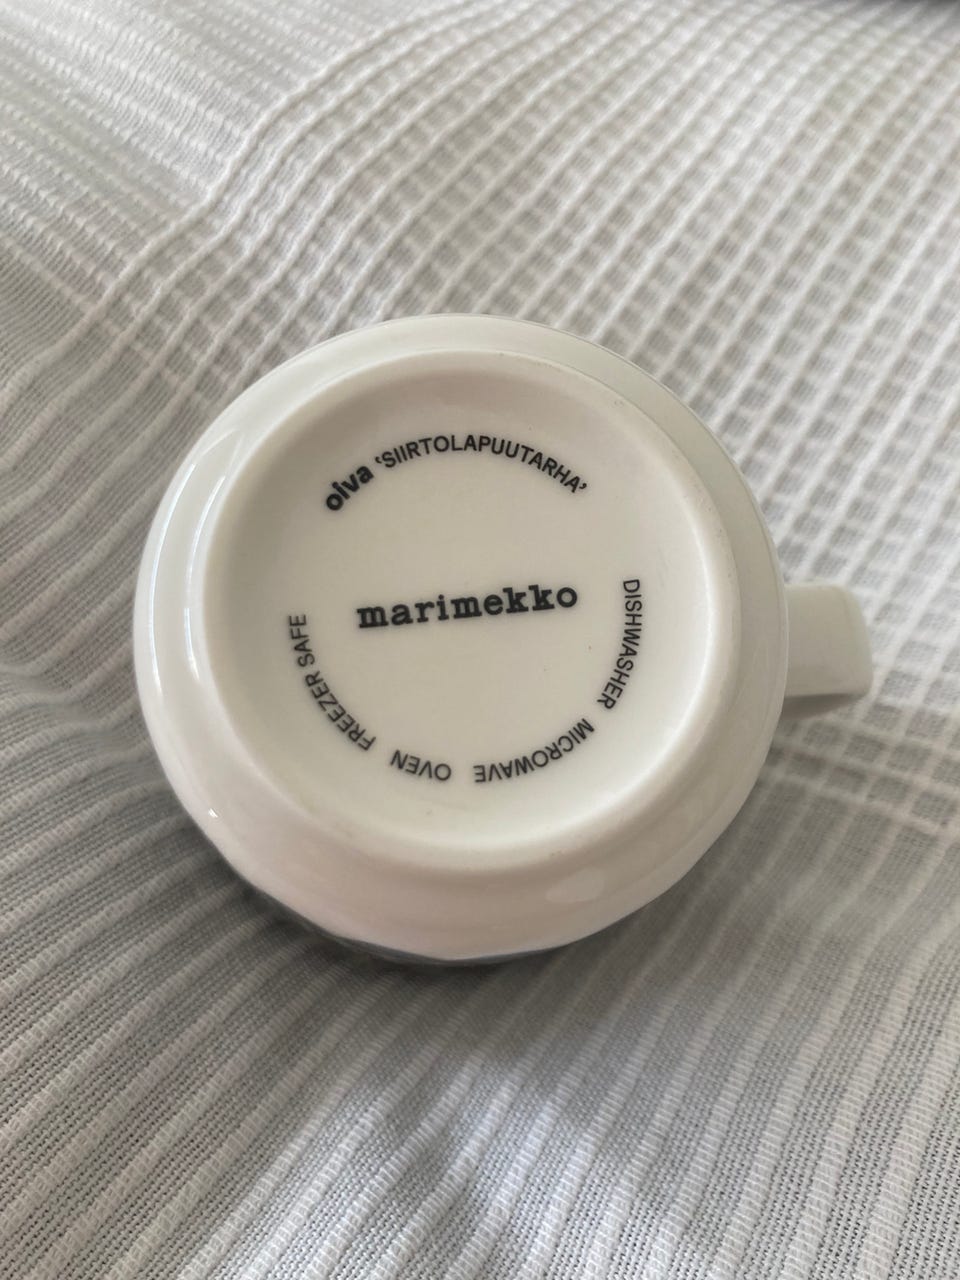 oiva ‘SIIRTOLAPUUTARHA’
marimekko
DISHWASHER MICROWAVE OVEN FREEZER SAFE